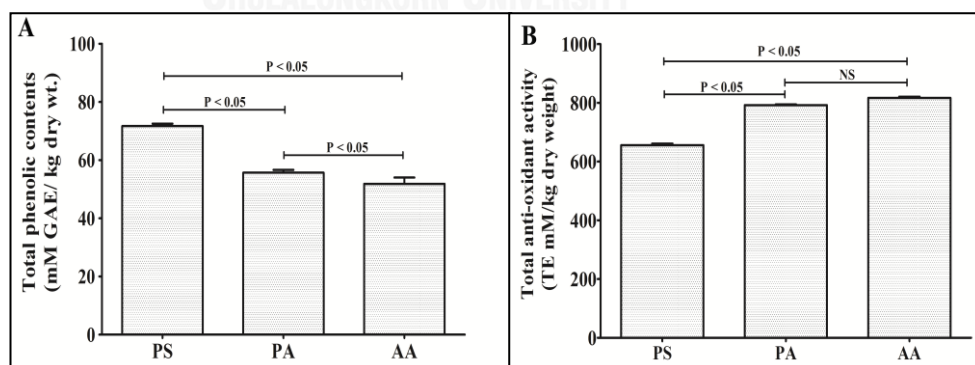 CHULALONGKORN UNIVERSITY
A
Total phenolic contents
(mM GAE/ kg dry wt.)
100
80
60
40
20
0
P < 0.05
P < 0.05
P < 0.05
PS
PA
AA
B
Total anti-oxidant activity
(TE mM/kg dry weight)
1000
800
600
400
200
0
P < 0.05
NS
P < 0.05
PS
PA
AA